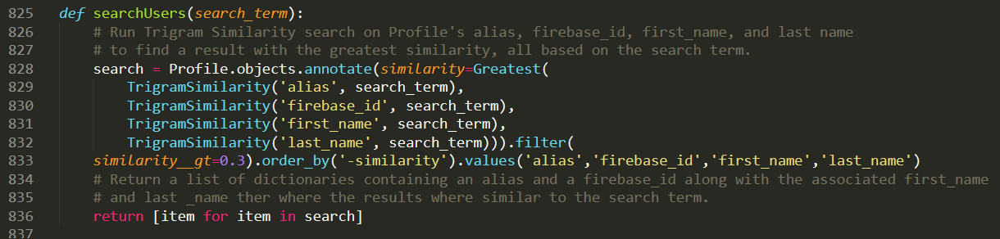 825 def searchUsers(search_term):
826 # Run Trigram Similarity search on Profile's alias, firebase_id, first_name, and last name
827 # to find a result with the greatest similarity, all based on the search term.
828 search = Profile.objects.annotate(similarity=Greatest(
829 TrigramSimilarity('alias', search_term),
830 TrigramSimilarity('firebase_id', search_term),
831 TrigramSimilarity('first_name', search_term),
832 TrigramSimilarity('last_name', search_term))).filter(
833 similarity__gt=0.3).order_by('-similarity').values('alias','firebase_id','first_name','last_name')
834 # Return a list of dictionaries containing an alias and a firebase_id along with the associated first_name
835 # and last _name ther where the results where similar to the search term.
836 return [item for item in search]
837